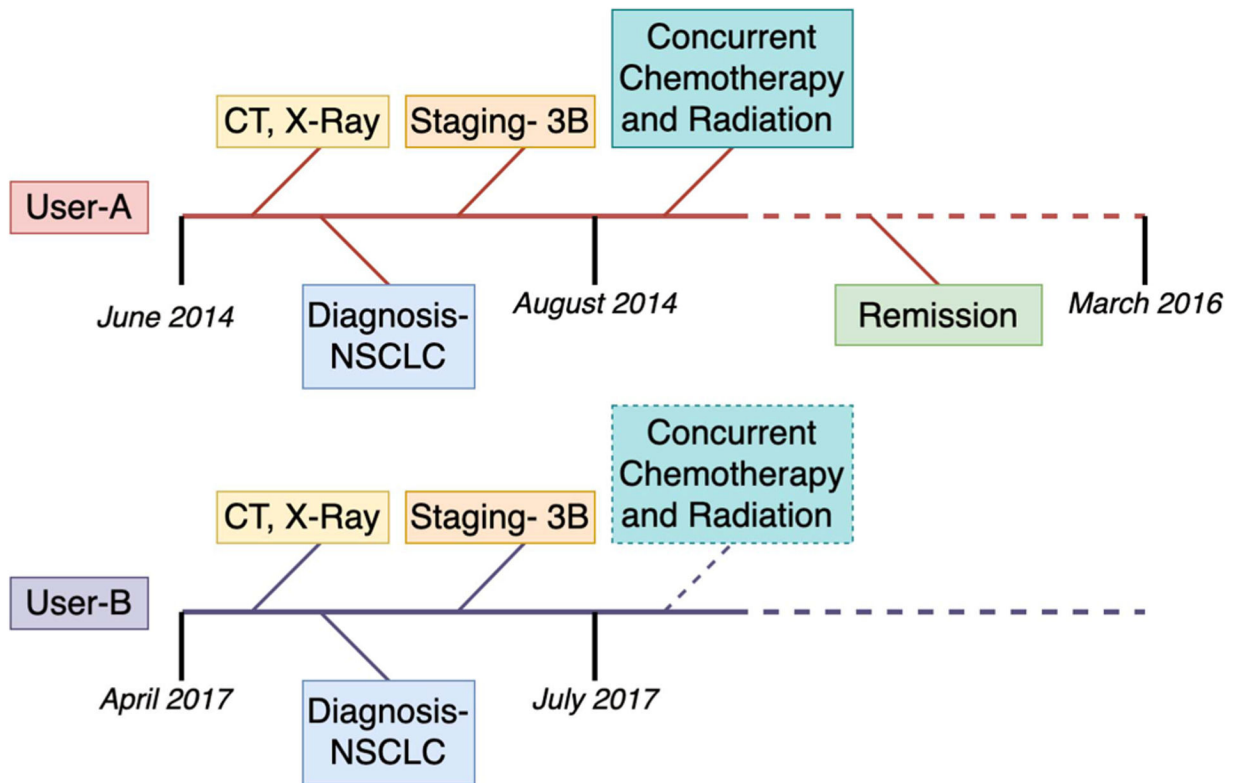 Concurrent
Chemotherapy
and Radiation
CT, X-Ray
Staging- 3B
User-A
June 2014
Diagnosis-
NSCLC
August 2014
Remission
March 2016
Concurrent
Chemotherapy
and Radiation
CT, X-Ray
Staging- 3B
User-B
April 2017
Diagnosis-
NSCLC
July 2017